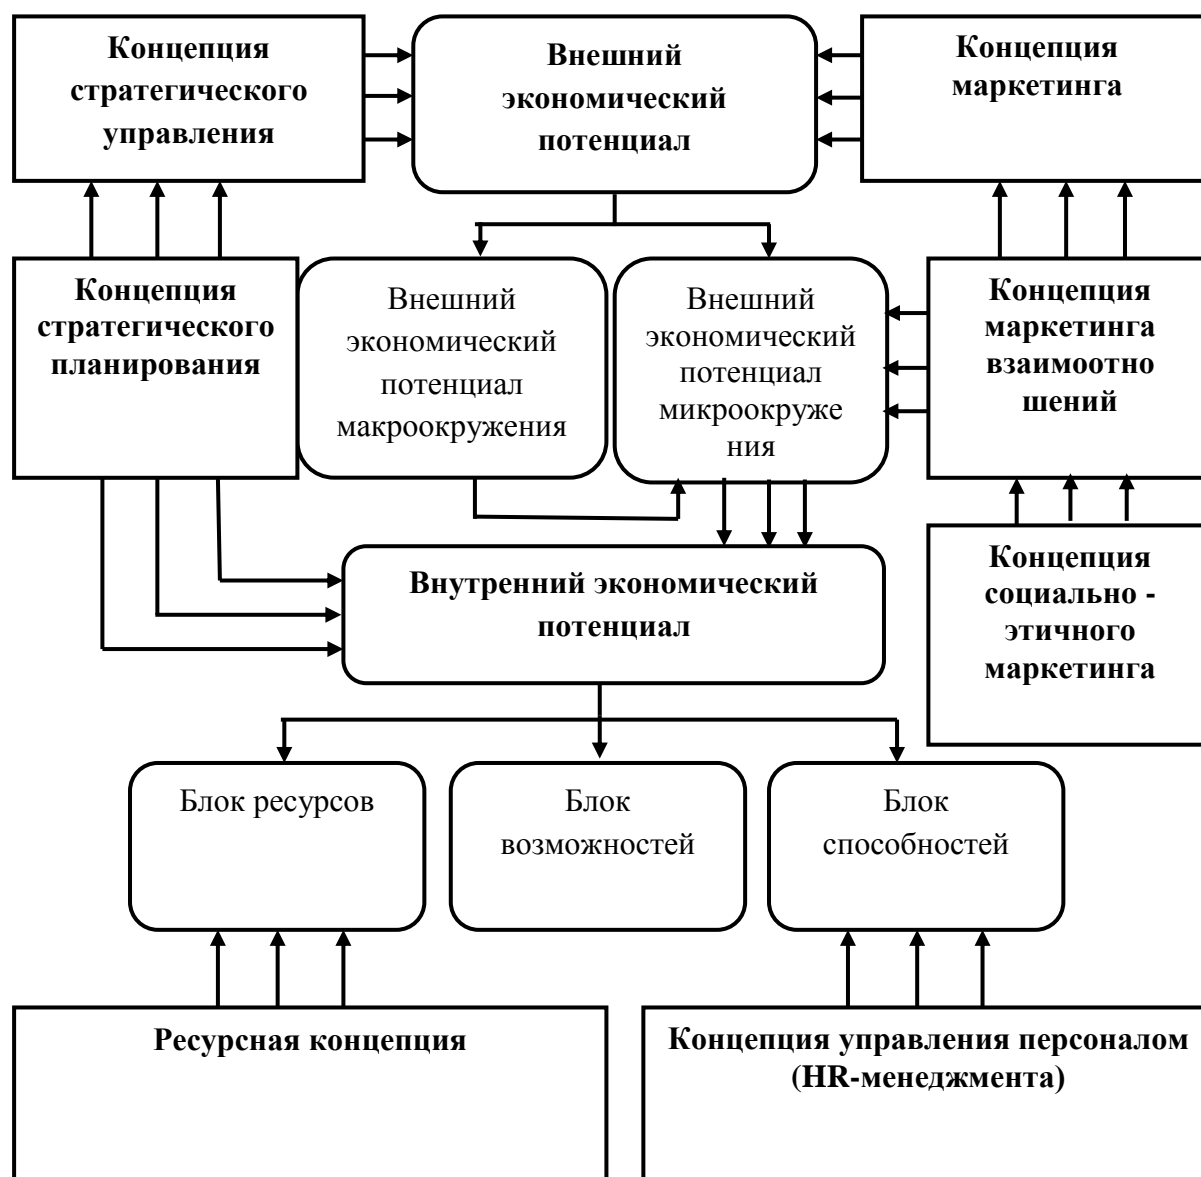 Концепция
стратегического
управления
Внешний
экономический
потенциал
Концепция
маркетинга
Концепция
стратегического
планирования
Внешний
экономический
потенциал
макроокружения
Внешний
экономический
потенциал
микроокруже
ния
Концепция
маркетинга
взаимоотно
шений
Внутренний экономический
потенциал
Концепция
социально -
этичного
маркетинга
Блок ресурсов
Блок
возможностей
Блок
способностей
Ресурсная концепция
Концепция управления персоналом
(HR-менеджмента)